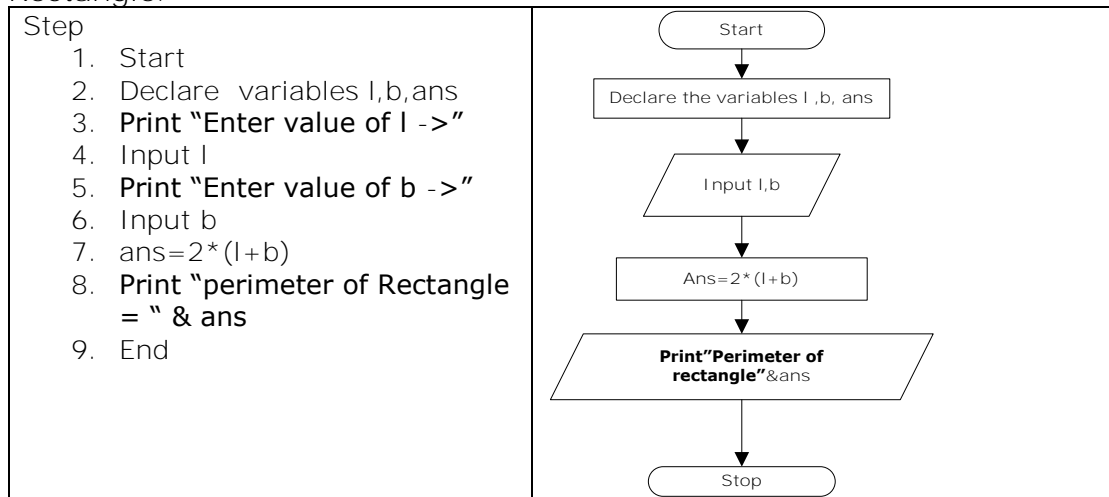 Step
1. Start
2. Declare variables l,b,ans
3. Print “Enter value of l ->”
4. Input l
5. Print “Enter value of b ->”
6. Input b
7. ans=2*(l+b)
8. Print “perimeter of Rectangle
= “ & ans
9. End
Start
Declare the variables l ,b, ans
Input l,b
Ans=2*(l+b)
Print”Perimeter of
rectangle”&ans
Stop